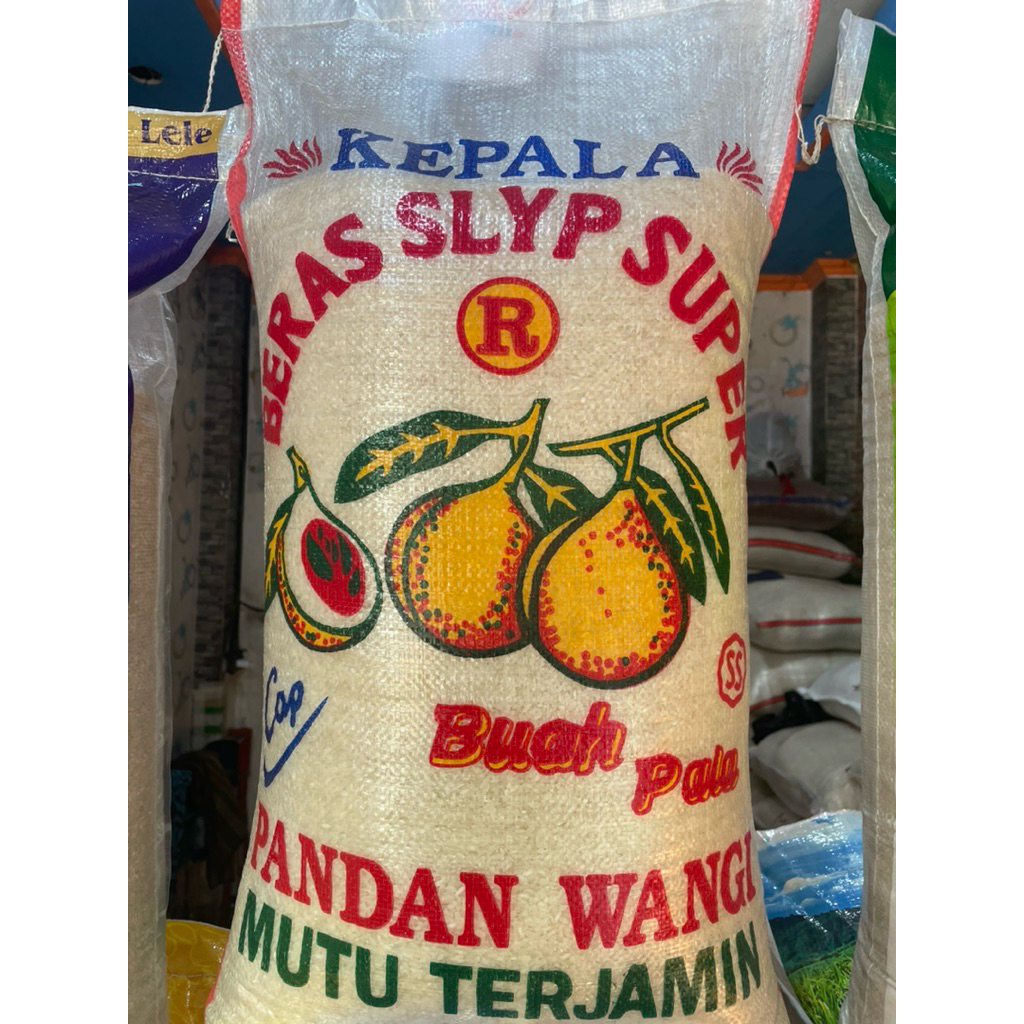 Lele
KEPALA
BERAS SLYP SUPER
R
SS
Cap
Buah
Pala
PANDAN WANGI
MUTU TERJAMIN